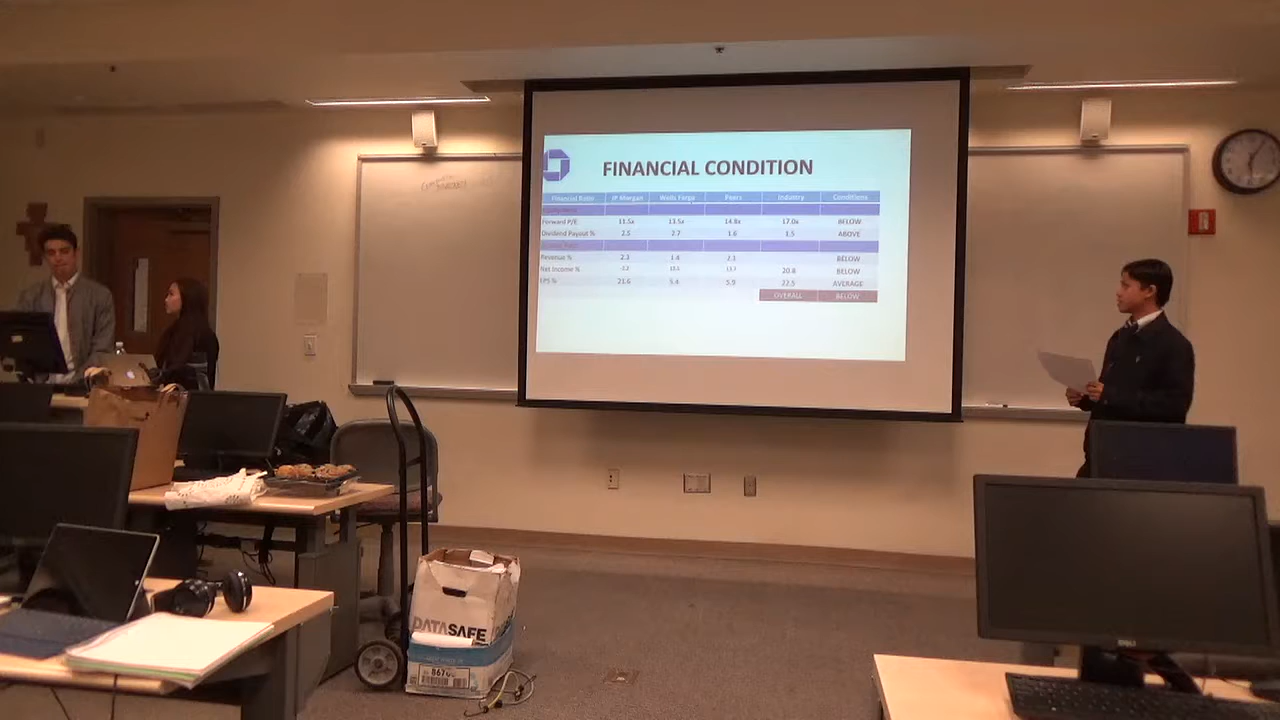 FINANCIAL CONDITION
Financial Ratio JP Morgan Wells Fargo Peers Industry Conditions
Forward P/E 11.5x 13.5x 14.8x 17.0x BELOW
Dividend Payout % 2.5 2.7 1.6 1.5 ABOVE
Revenue % 2.3 1.4 2.1 BELOW
Net Income % 20.8 BELOW
EPS % 21.6 5.4 5.9 22.5 AVERAGE
OVERALL BELOW
DATASAFE
DELL